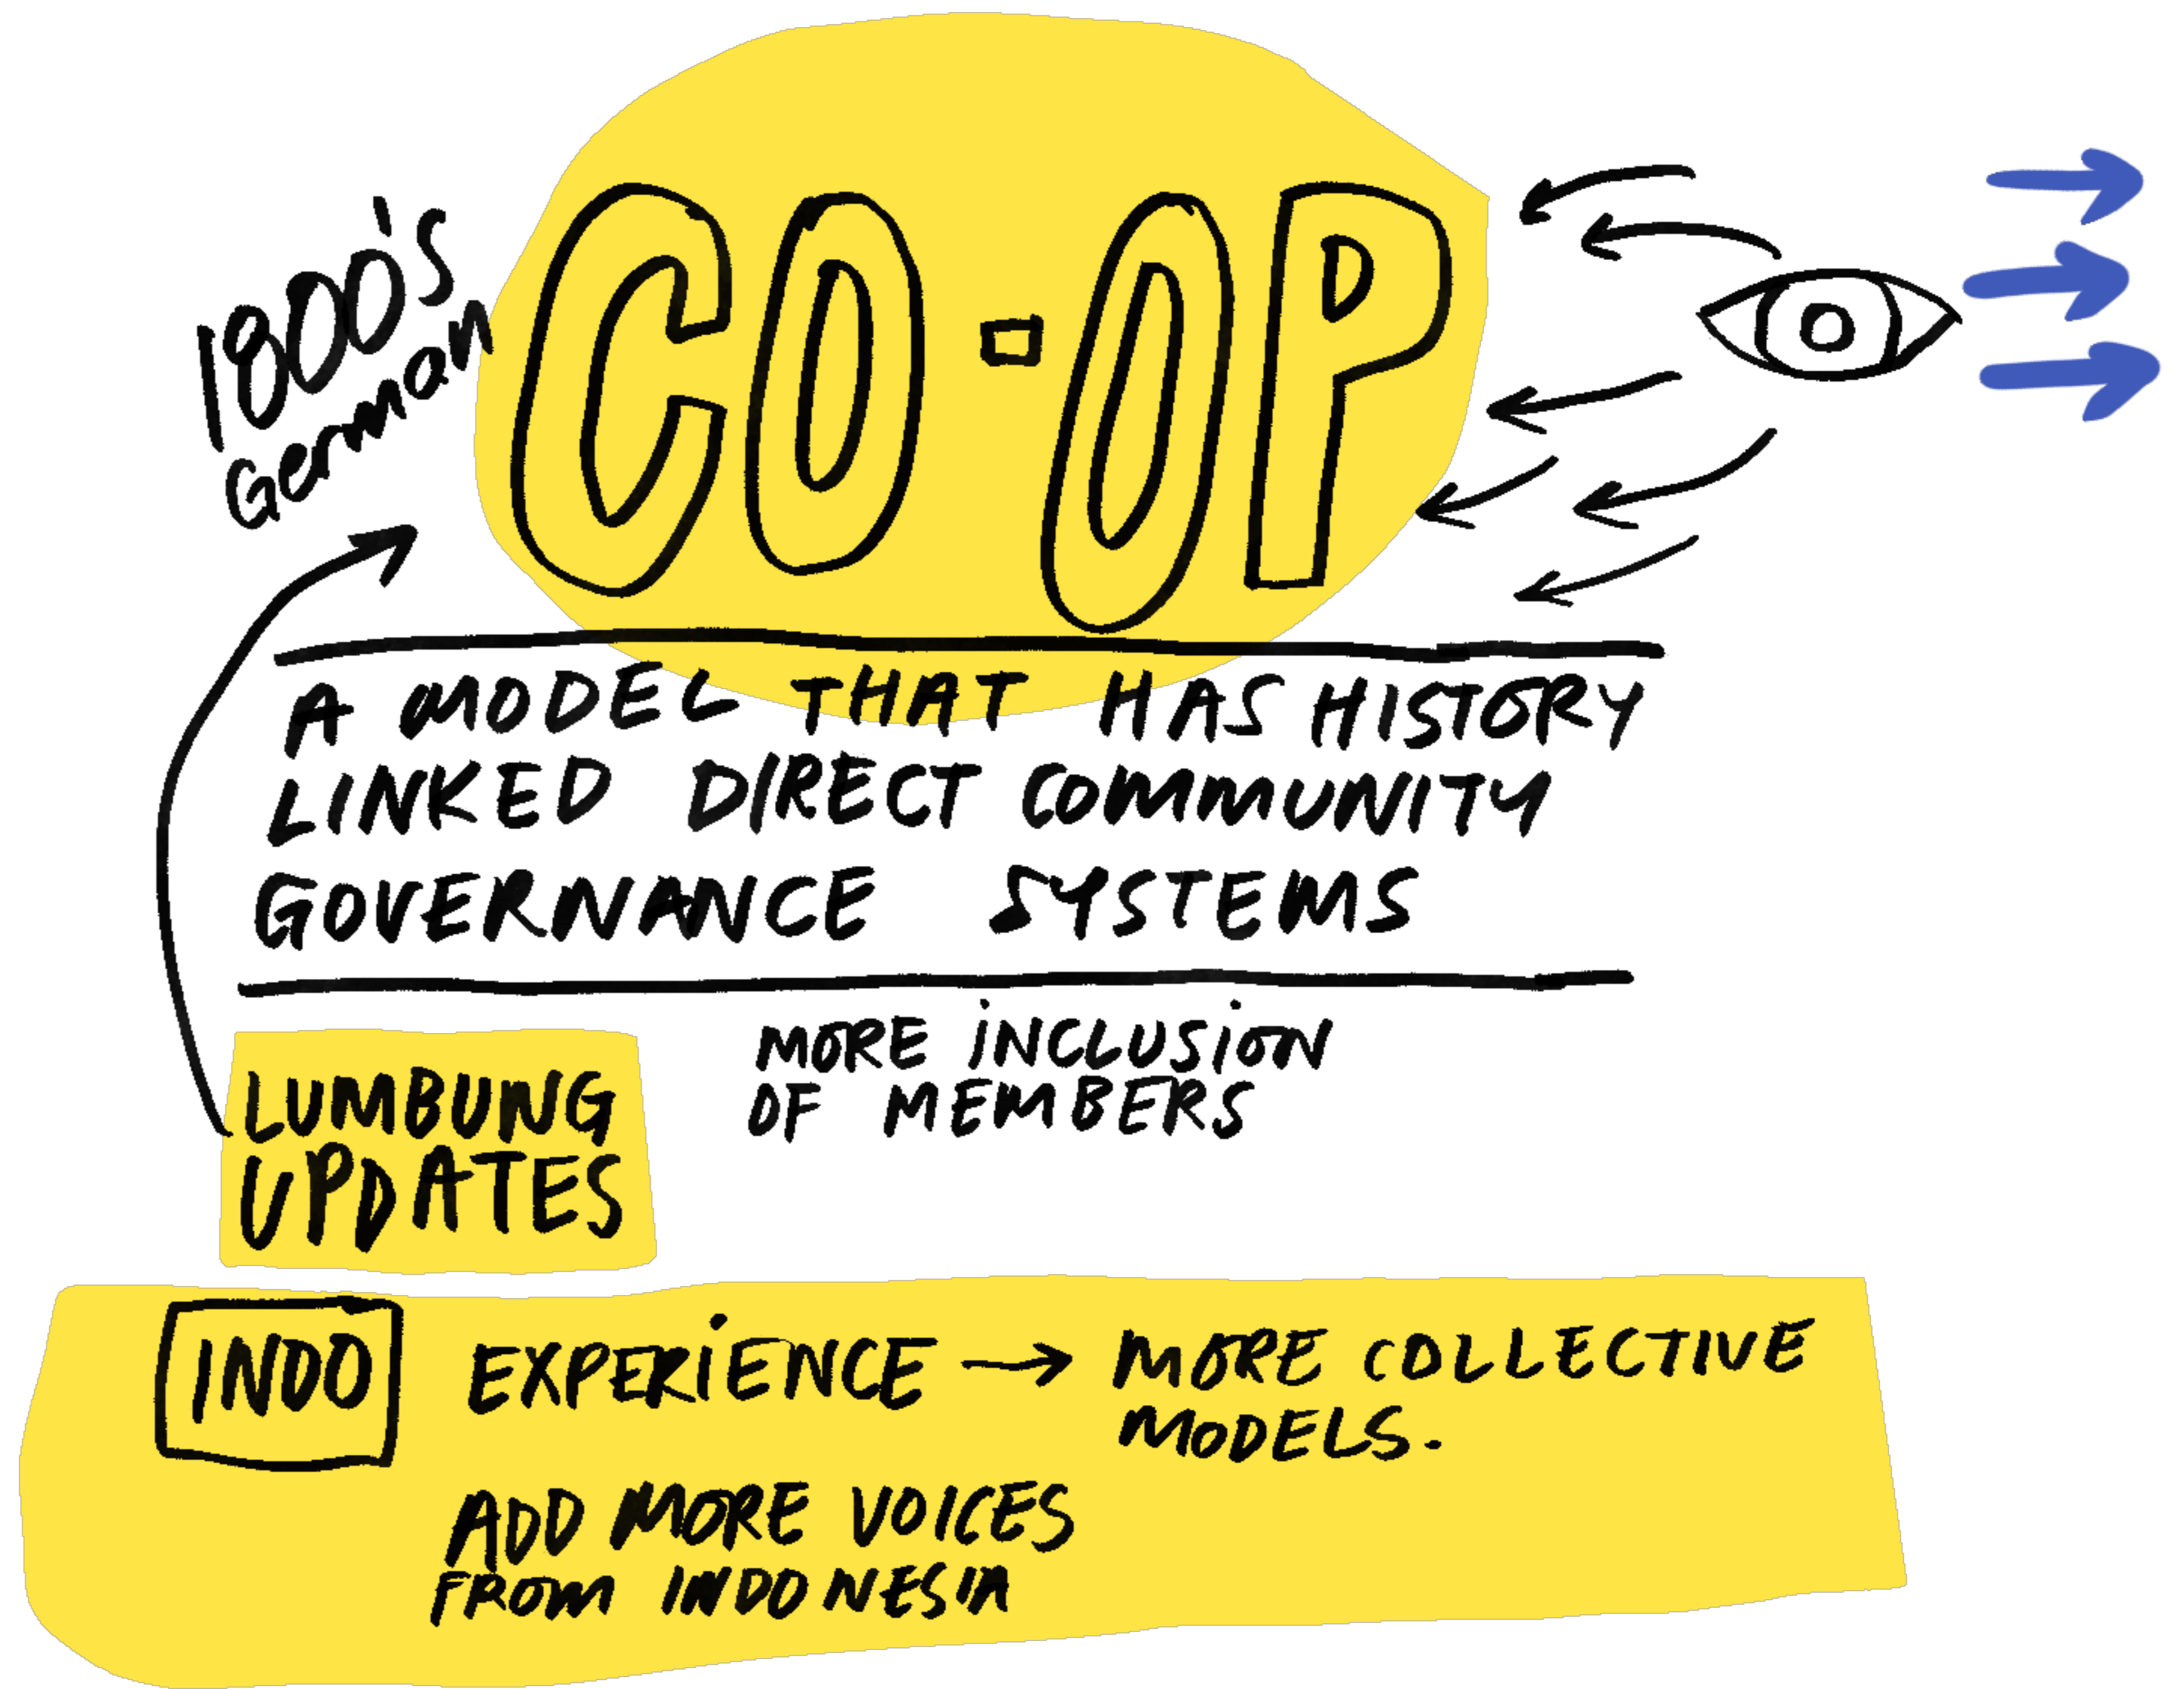 1800's
German
CO-OP
A MODEL THAT HAS HISTORY
LINKED DIRECT COMMUNITY
GOVERNANCE SYSTEMS
MORE INCLUSION
OF MEMBERS
LUMBUNG
UPDATES
INDO
EXPERIENCE → MORE COLLECTIVE
MODELS.
ADD MORE VOICES
FROM INDONESIA